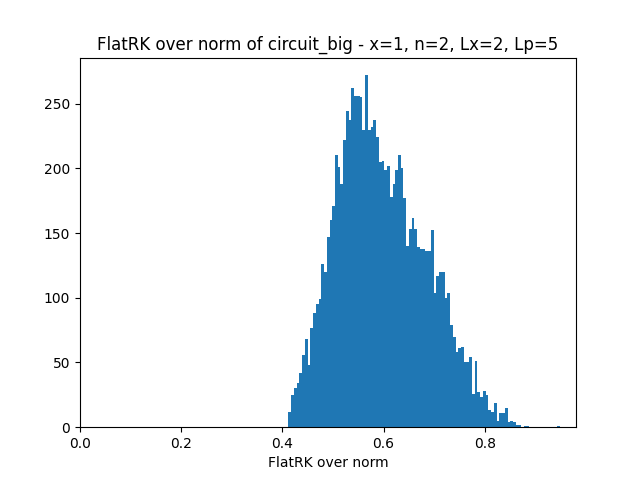 FlatRK over norm of circuit_big - x=1, n=2, Lx=2, Lp=5
250
200
150
100
50
0
0.0 0.2 0.4 0.6 0.8
FlatRK over norm